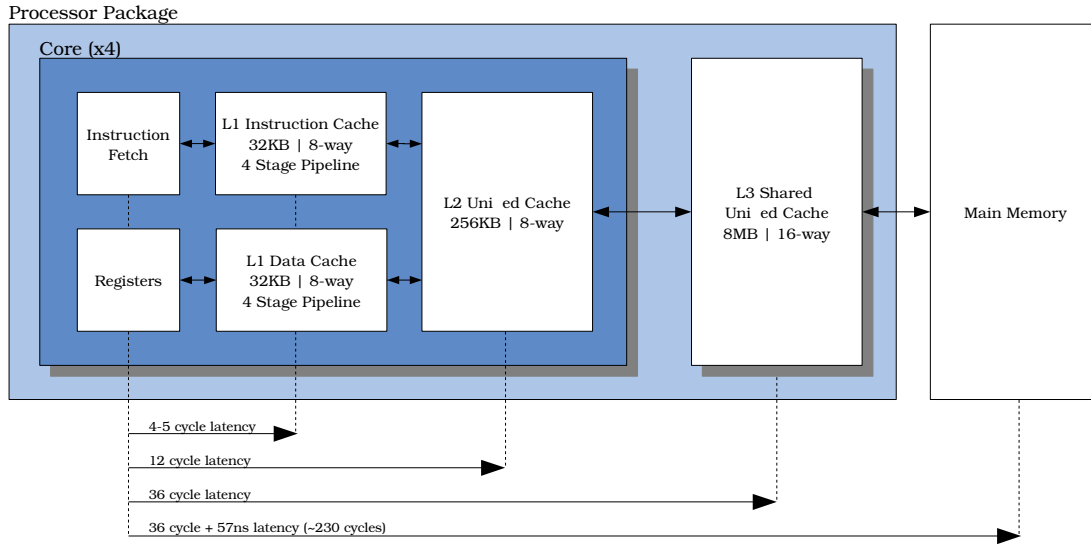 Processor Package
Core (x4)
Instruction
Fetch
L1 Instruction Cache
32KB | 8-way
4 Stage Pipeline
Registers
L1 Data Cache
32KB | 8-way
4 Stage Pipeline
L2 Uni ed Cache
256KB | 8-way
L3 Shared
Uni ed Cache
8MB | 16-way
Main Memory
4-5 cycle latency
12 cycle latency
36 cycle latency
36 cycle + 57ns latency (~230 cycles)